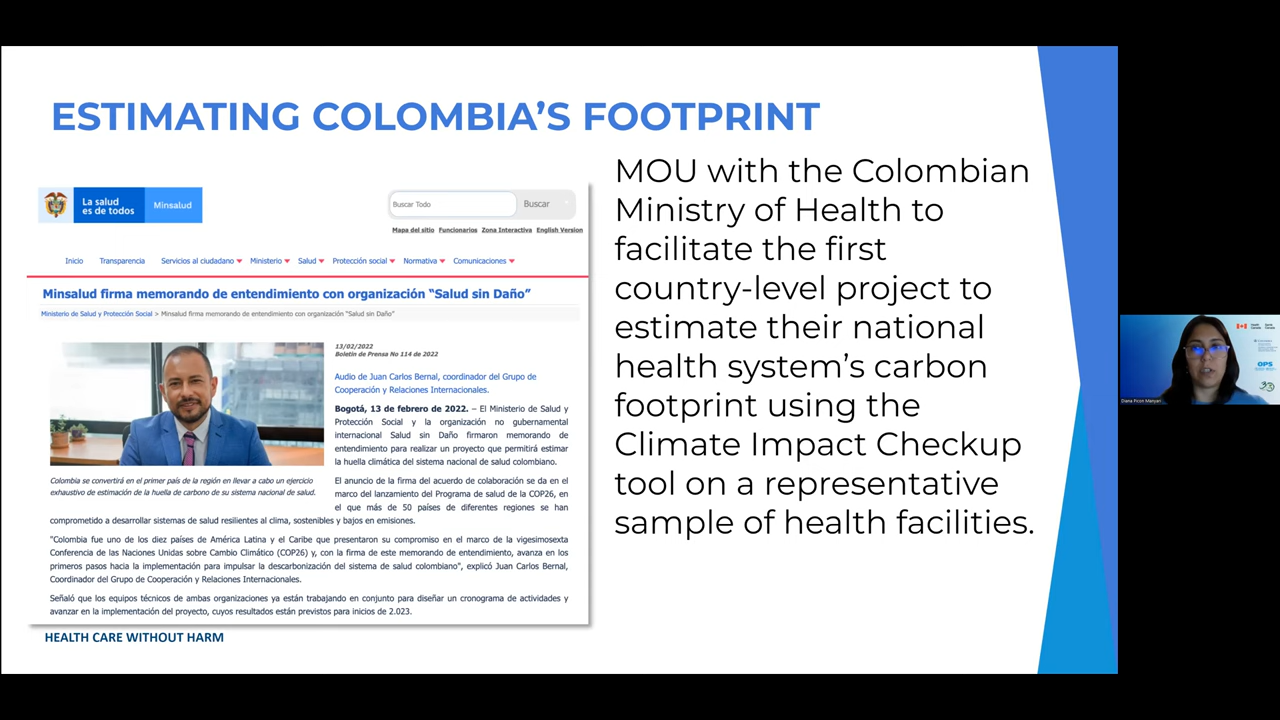 ESTIMATING COLOMBIA’S FOOTPRINT
La salud
es de todos
Minsalud
Buscar Todo
Buscar
Mapa del sitio Funcionarios Zona Interactiva English Version
Inicio Transparencia Servicios al ciudadano Ministerio Salud Protección social Normativa Comunicaciones
Minsalud firma memorando de entendimiento con organización “Salud sin Daño”
Ministerio de Salud y Protección Social > Minsalud firma memorando de entendimiento con organización “Salud sin Daño”
13/02/2022
Boletín de Prensa No 114 de 2022
Audio de Juan Carlos Bernal, coordinador del Grupo de
Cooperación y Relaciones Internacionales.
Bogotá, 13 de febrero de 2022. – El Ministerio de Salud y
Protección Social y la organización no gubernamental
internacional Salud sin Daño firmaron memorando de
entendimiento para realizar un proyecto que permitirá estimar
la huella climática del sistema nacional de salud colombiano.
Colombia se convertirá en el primer país de la región en llevar a cabo un ejercicio
exhaustivo de estimación de la huella de carbono de su sistema nacional de salud.
El anuncio de la firma del acuerdo de colaboración se da en el
marco del lanzamiento del Programa de salud de la COP26, en
el que más de 50 países de diferentes regiones se han
comprometido a desarrollar sistemas de salud resilientes al clima, sostenibles y bajos en emisiones.
"Colombia fue uno de los diez países de América Latina y el Caribe que presentaron su compromiso en el marco de la vigesimosexta
Conferencia de las Naciones Unidas sobre Cambio Climático (COP26) y, con la firma de este memorando de entendimiento, avanza en los
primeros pasos hacia la implementación para impulsar la descarbonización del sistema de salud colombiano", explicó Juan Carlos Bernal,
Coordinador del Grupo de Cooperación y Relaciones Internacionales.
Señaló que los equipos técnicos de ambas organizaciones ya están trabajando en conjunto para diseñar un cronograma de actividades y
avanzar en la implementación del proyecto, cuyos resultados están previstos para inicios de 2.023.
HEALTH CARE WITHOUT HARM
MOU with the Colombian
Ministry of Health to
facilitate the first
country-level project to
estimate their national
health system’s carbon
footprint using the
Climate Impact Checkup
tool on a representative
sample of health facilities.
OPS
Diana Picon Manyari